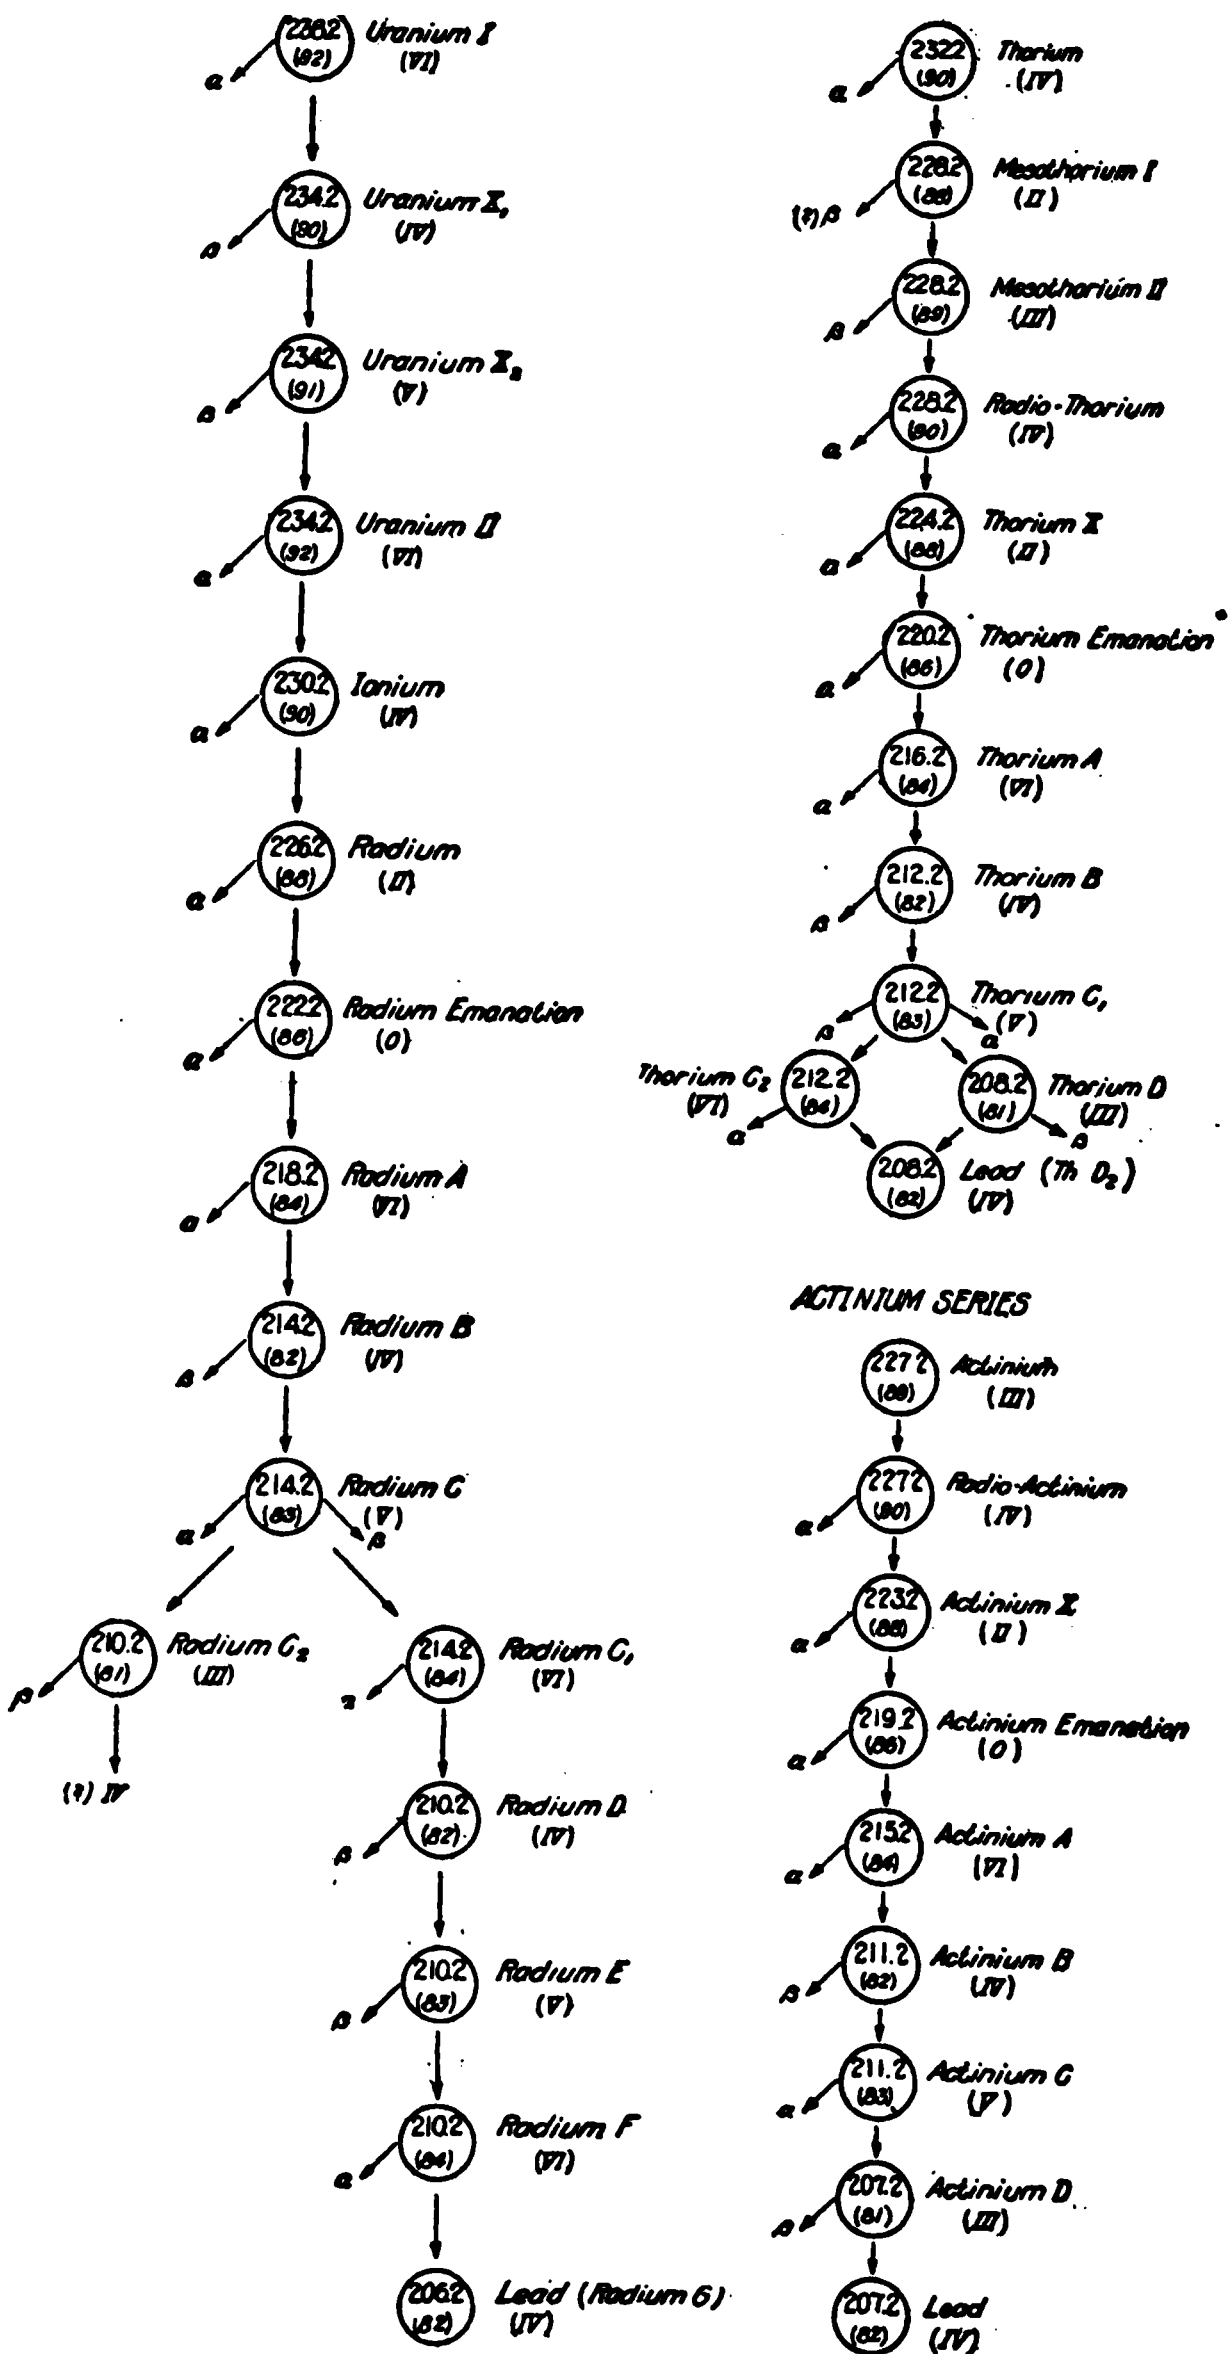 238.2 Uranium I
(92) (VI)
α
234.2 Uranium X₁
(90) (IV)
β
234.2 Uranium X₂
(91) (V)
β
234.2 Uranium II
(92) (VI)
α
230.2 Ionium
(90) (IV)
α
226.2 Radium
(88) (II)
α
222.2 Radium Emanation
(86) (0)
α
218.2 Radium A
(84) (VI)
α
214.2 Radium B
(82) (IV)
β
214.2 Radium C
(83) (V)
α β
210.2 Radium C₂
(81) (III)
β
(?) IV
214.2 Radium C₁
(84) (VI)
210.2 Radium D
(82) (IV)
β
210.2 Radium E
(83) (V)
β
210.2 Radium F
(84) (VI)
α
206.2 Lead (Radium G)
(82) (IV)
232.2 Thorium
(90) (IV)
α
228.2 Mesothorium I
(88) (II)
(?) β
228.2 Mesothorium II
(89) (III)
β
228.2 Radio-Thorium
(90) (IV)
α
224.2 Thorium X
(88) (II)
α
220.2 Thorium Emanation
(86) (0)
α
216.2 Thorium A
(84) (VI)
α
212.2 Thorium B
(82) (IV)
β
212.2 Thorium C₁
(83) (V)
β α
Thorium C₂ 212.2
(VI) (84)
α
208.2 Thorium D
(81) (III)
β
208.2 Lead (Th D₂)
(82) (IV)
ACTINIUM SERIES
227.2 Actinium
(89) (III)
227.2 Radio-Actinium
(90) (IV)
α
223.2 Actinium X
(88) (II)
α
219.2 Actinium Emanation
(86) (0)
α
215.2 Actinium A
(84) (VI)
α
211.2 Actinium B
(82) (IV)
β
211.2 Actinium C
(83) (V)
α
207.2 Actinium D
(81) (III)
β
207.2 Lead
(82) (IV)